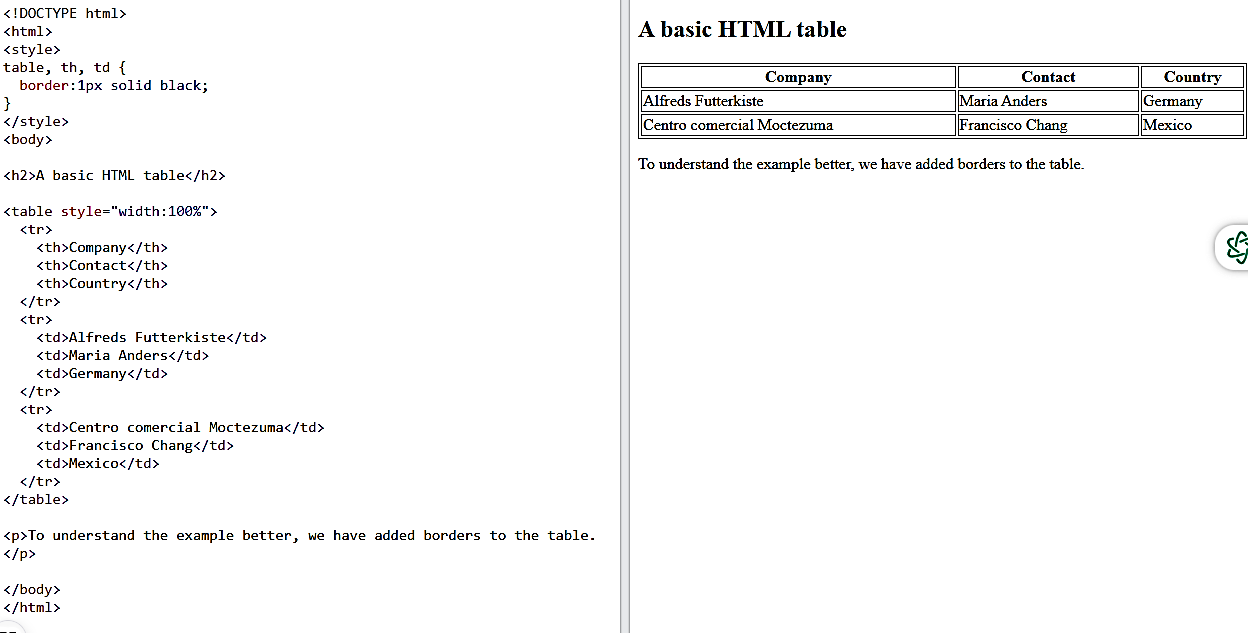 <!DOCTYPE html>
<html>
<style>
table, th, td {
  border:1px solid black;
}
</style>
<body>

<h2>A basic HTML table</h2>

<table style="width:100%">
  <tr>
    <th>Company</th>
    <th>Contact</th>
    <th>Country</th>
  </tr>
  <tr>
    <td>Alfreds Futterkiste</td>
    <td>Maria Anders</td>
    <td>Germany</td>
  </tr>
  <tr>
    <td>Centro comercial Moctezuma</td>
    <td>Francisco Chang</td>
    <td>Mexico</td>
  </tr>
</table>

<p>To understand the example better, we have added borders to the table.
</p>

</body>
</html>
A basic HTML table
Company Contact Country
Alfreds Futterkiste Maria Anders Germany
Centro comercial Moctezuma Francisco Chang Mexico
To understand the example better, we have added borders to the table.